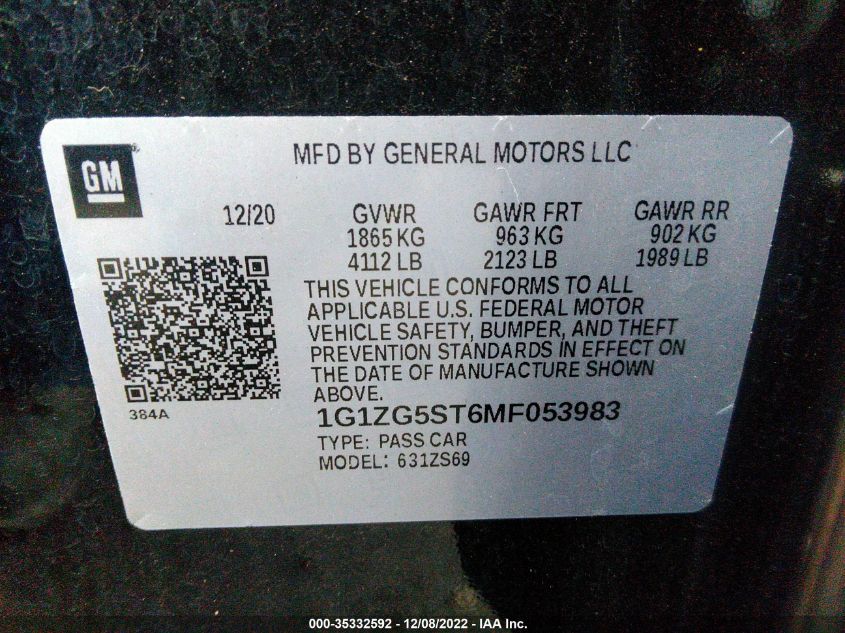 GM
MFD BY GENERAL MOTORS LLC
12/20 GVWR GAWR FRT GAWR RR
1865 KG 963 KG 902 KG
4112 LB 2123 LB 1989 LB
THIS VEHICLE CONFORMS TO ALL
APPLICABLE U.S. FEDERAL MOTOR
VEHICLE SAFETY, BUMPER, AND THEFT
PREVENTION STANDARDS IN EFFECT ON
THE DATE OF MANUFACTURE SHOWN
ABOVE.
384A
1G1ZG5ST6MF053983
TYPE: PASS CAR
MODEL: 631ZS69
000-35332592 - 12/08/2022 - IAA Inc.